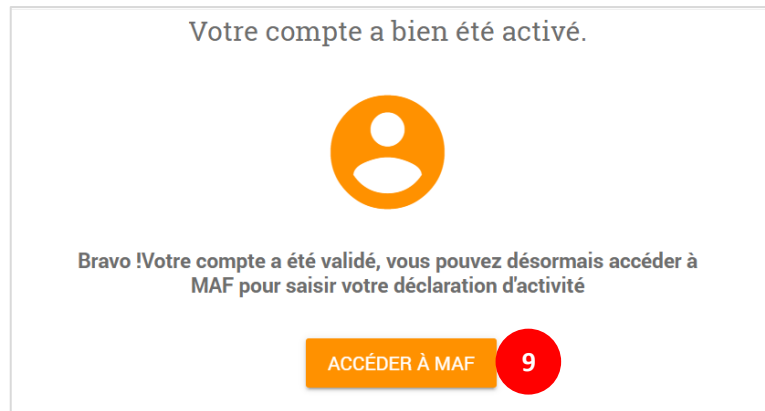 Votre compte a bien été activé.
Bravo !Votre compte a été validé, vous pouvez désormais accéder à
MAF pour saisir votre déclaration d'activité
ACCÉDER À MAF 9